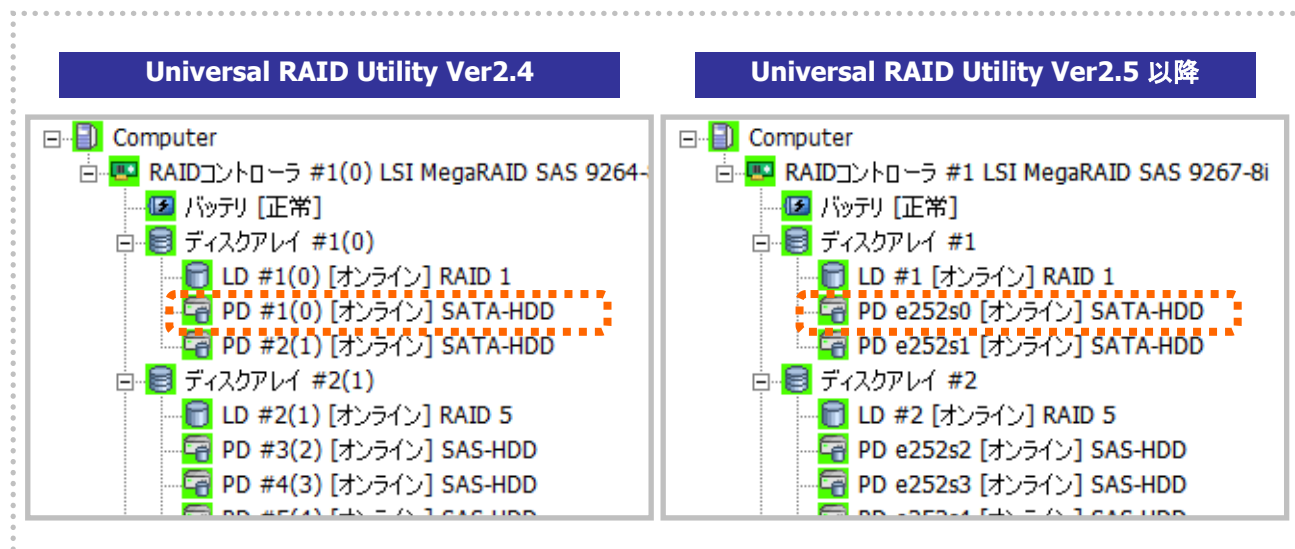 Universal RAID Utility Ver2.4
Computer
RAIDコントローラ #1(0) LSI MegaRAID SAS 9264-
バッテリ [正常]
ディスクアレイ #1(0)
LD #1(0) [オンライン] RAID 1
PD #1(0) [オンライン] SATA-HDD
PD #2(1) [オンライン] SATA-HDD
ディスクアレイ #2(1)
LD #2(1) [オンライン] RAID 5
PD #3(2) [オンライン] SAS-HDD
PD #4(3) [オンライン] SAS-HDD
Universal RAID Utility Ver2.5 以降
Computer
RAIDコントローラ #1 LSI MegaRAID SAS 9267-8i
バッテリ [正常]
ディスクアレイ #1
LD #1 [オンライン] RAID 1
PD e252s0 [オンライン] SATA-HDD
PD e252s1 [オンライン] SATA-HDD
ディスクアレイ #2
LD #2 [オンライン] RAID 5
PD e252s2 [オンライン] SAS-HDD
PD e252s3 [オンライン] SAS-HDD